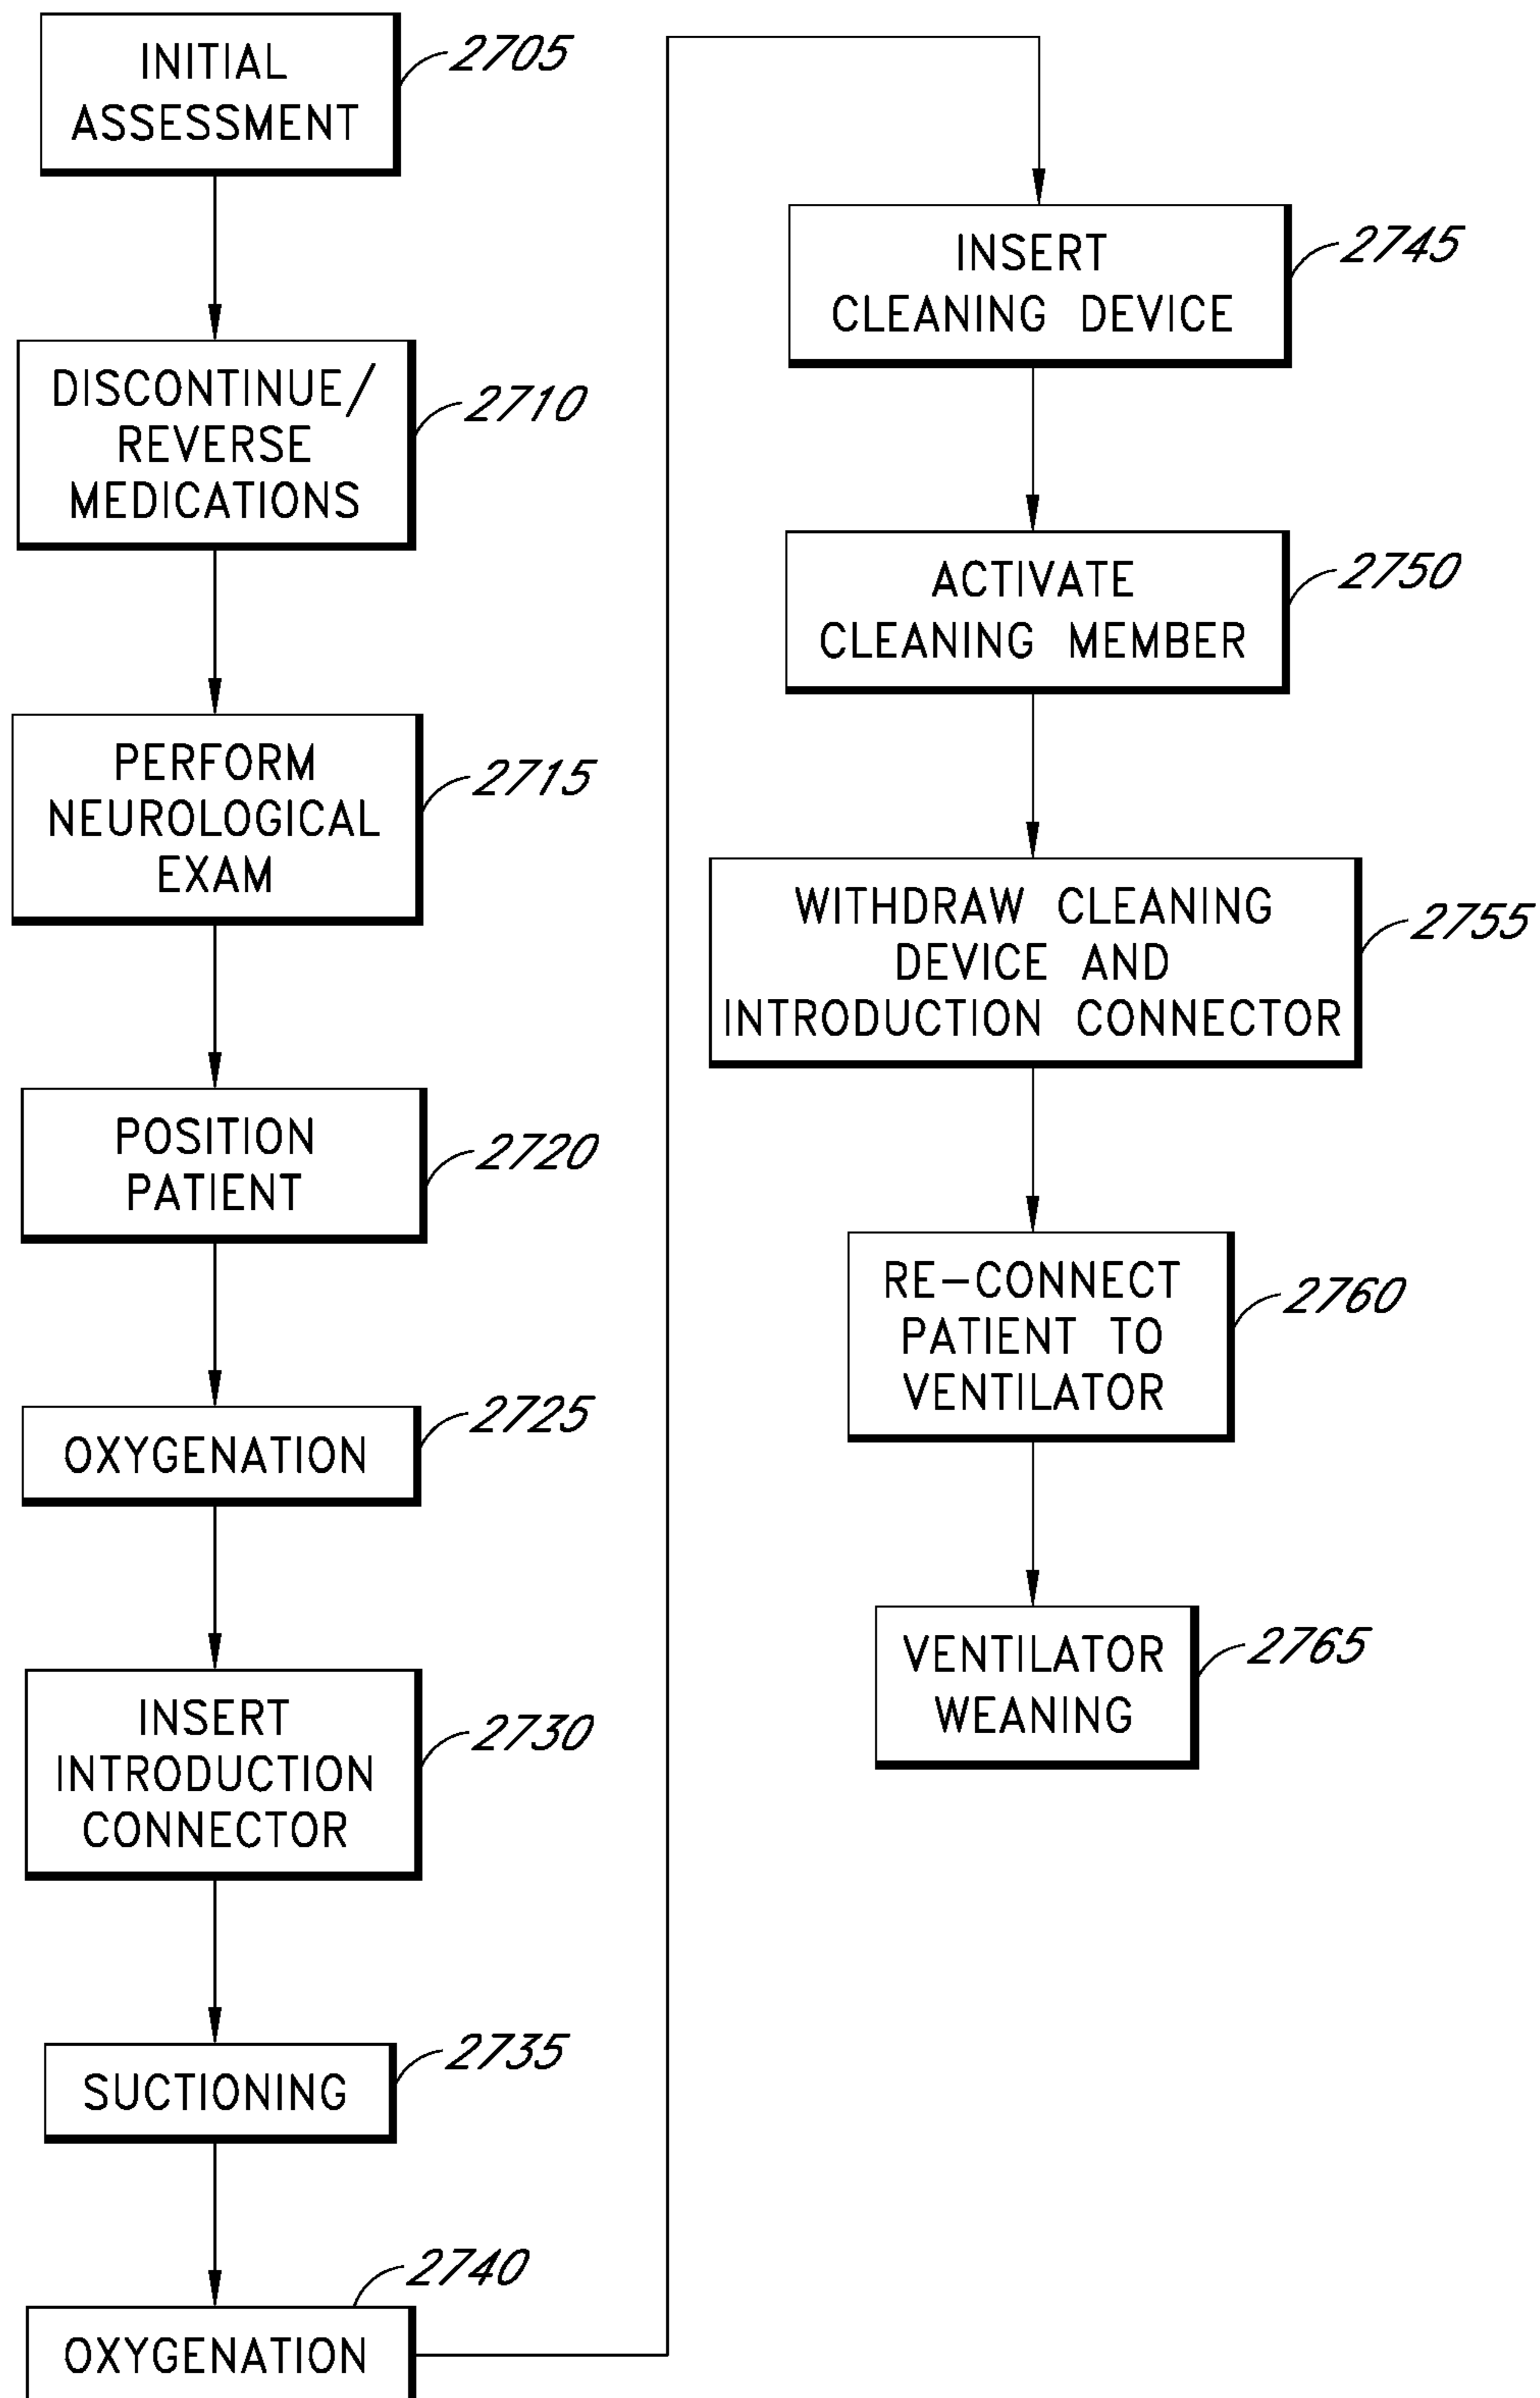 INITIAL
ASSESSMENT
2705
DISCONTINUE/
REVERSE
MEDICATIONS
2710
PERFORM
NEUROLOGICAL
EXAM
2715
POSITION
PATIENT
2720
OXYGENATION
2725
INSERT
INTRODUCTION
CONNECTOR
2730
SUCTIONING
2735
OXYGENATION
2740
INSERT
CLEANING DEVICE
2745
ACTIVATE
CLEANING MEMBER
2750
WITHDRAW CLEANING
DEVICE AND
INTRODUCTION CONNECTOR
2755
RE-CONNECT
PATIENT TO
VENTILATOR
2760
VENTILATOR
WEANING
2765